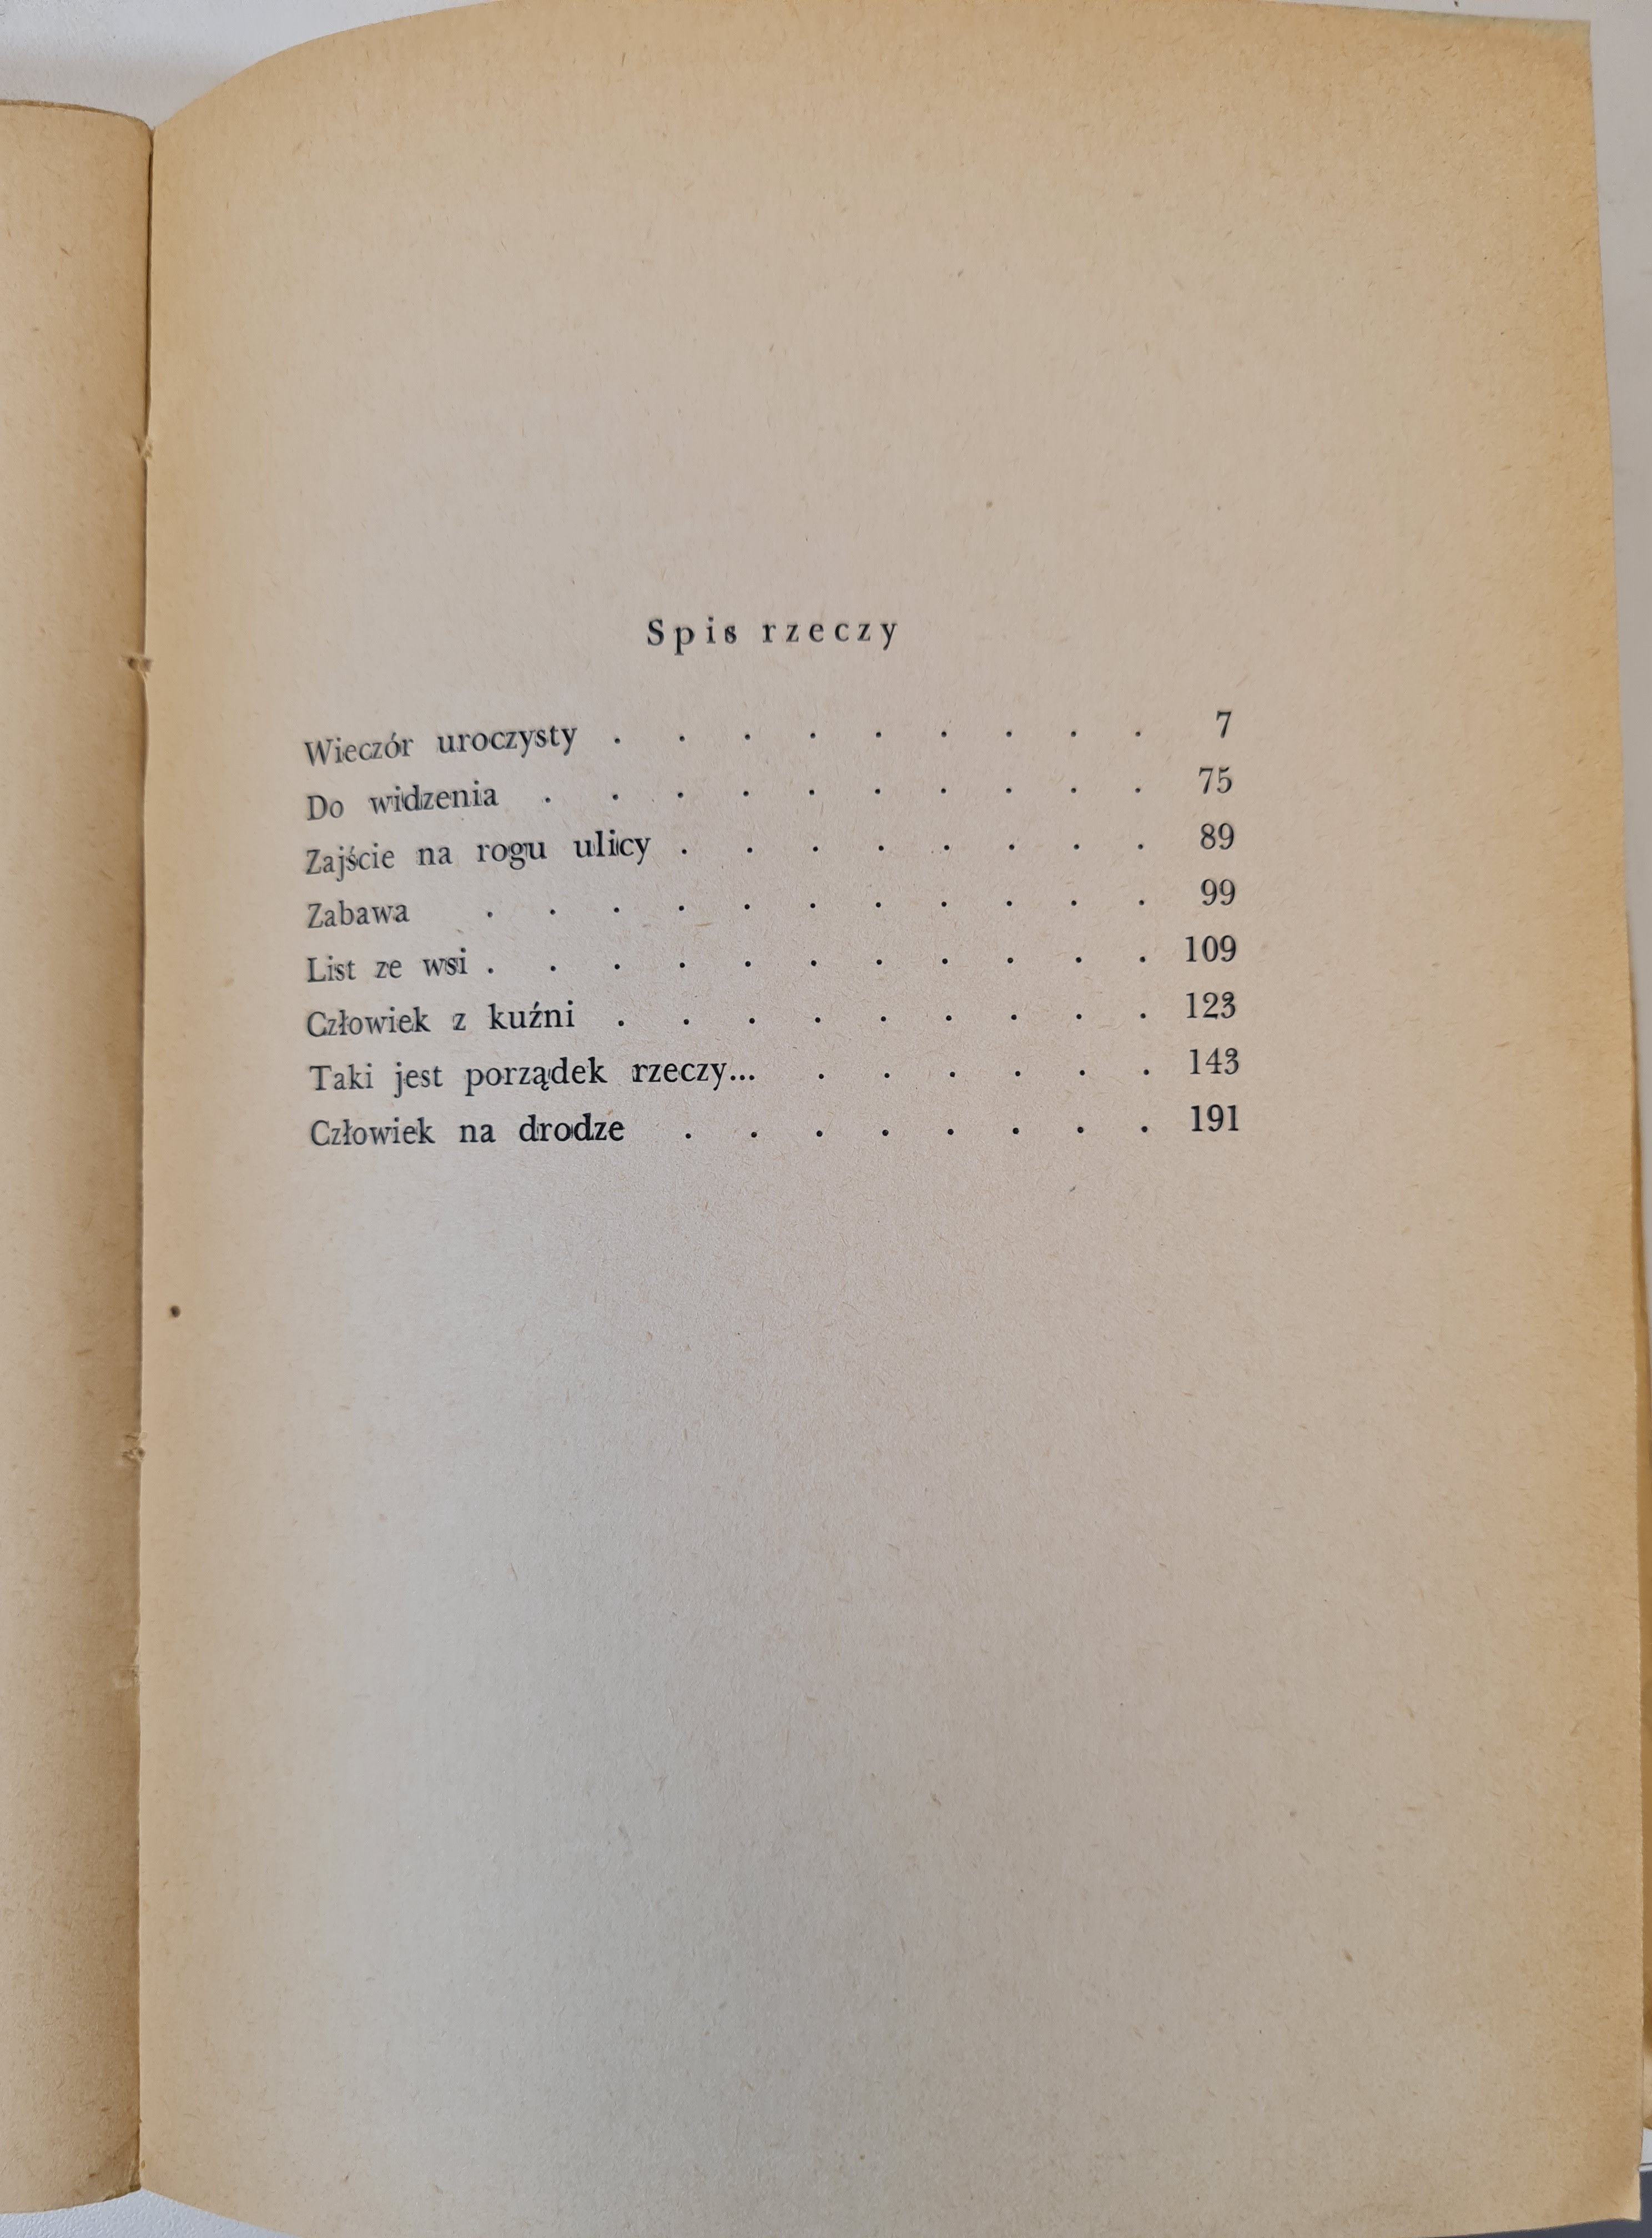 Spis rzeczy
Wieczór uroczysty . . . . . . . . . 7
Do widzenia . . . . . . . . . . 75
Zajście na rogu ulicy . . . . . . . . 89
Zabawa . . . . . . . . . . . 99
List ze wsi . . . . . . . . . . . 109
Człowiek z kuźni . . . . . . . . . 123
Taki jest porządek rzeczy... . . . . . . 143
Człowiek na drodze . . . . . . . . 191